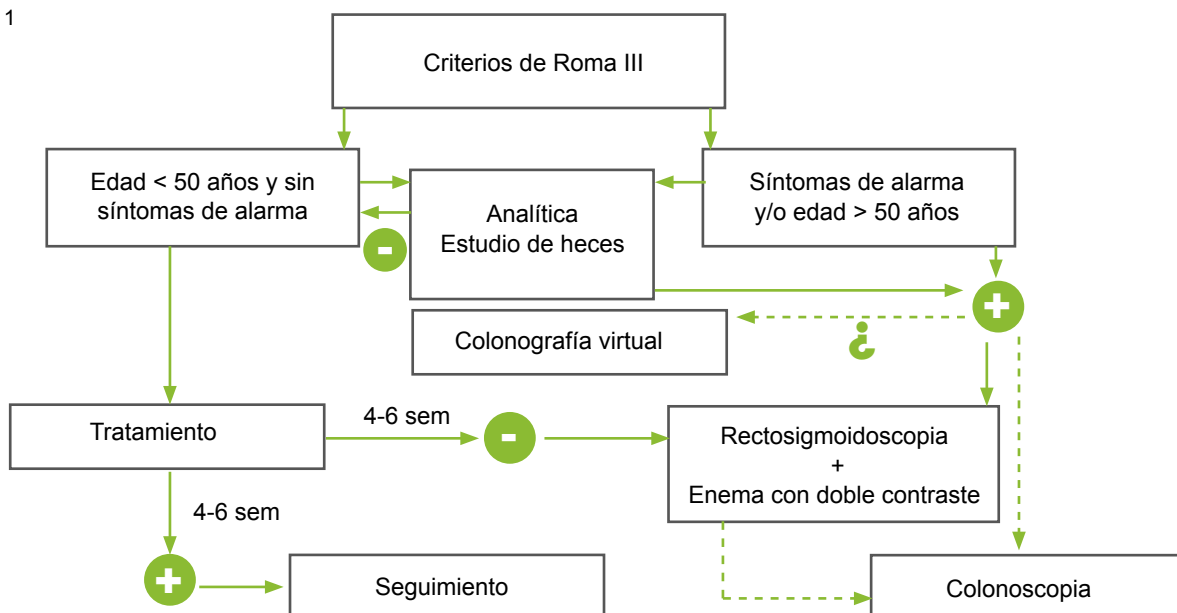 1
Criterios de Roma III
Edad < 50 años y sin
síntomas de alarma
Analítica
Estudio de heces
Síntomas de alarma
y/o edad > 50 años
-
+
Colonografía virtual
¿
Tratamiento
4-6 sem
-
Rectosigmoidoscopia
+
Enema con doble contraste
4-6 sem
+
Seguimiento
Colonoscopia